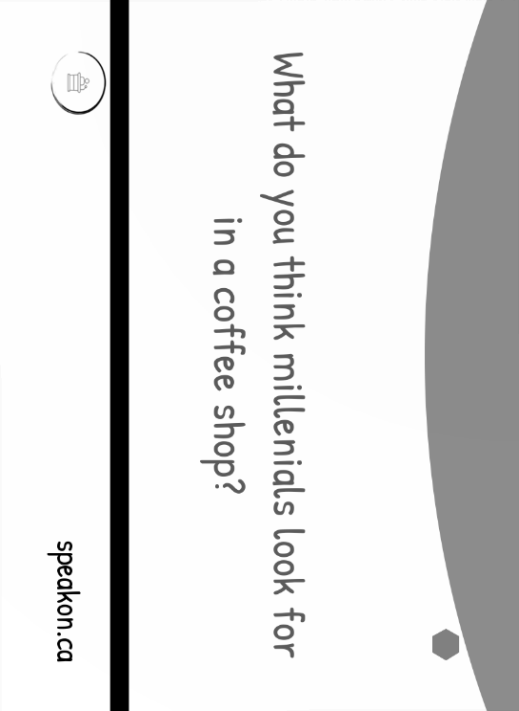 What do you think millenials look for
in a coffee shop?
speakon.ca